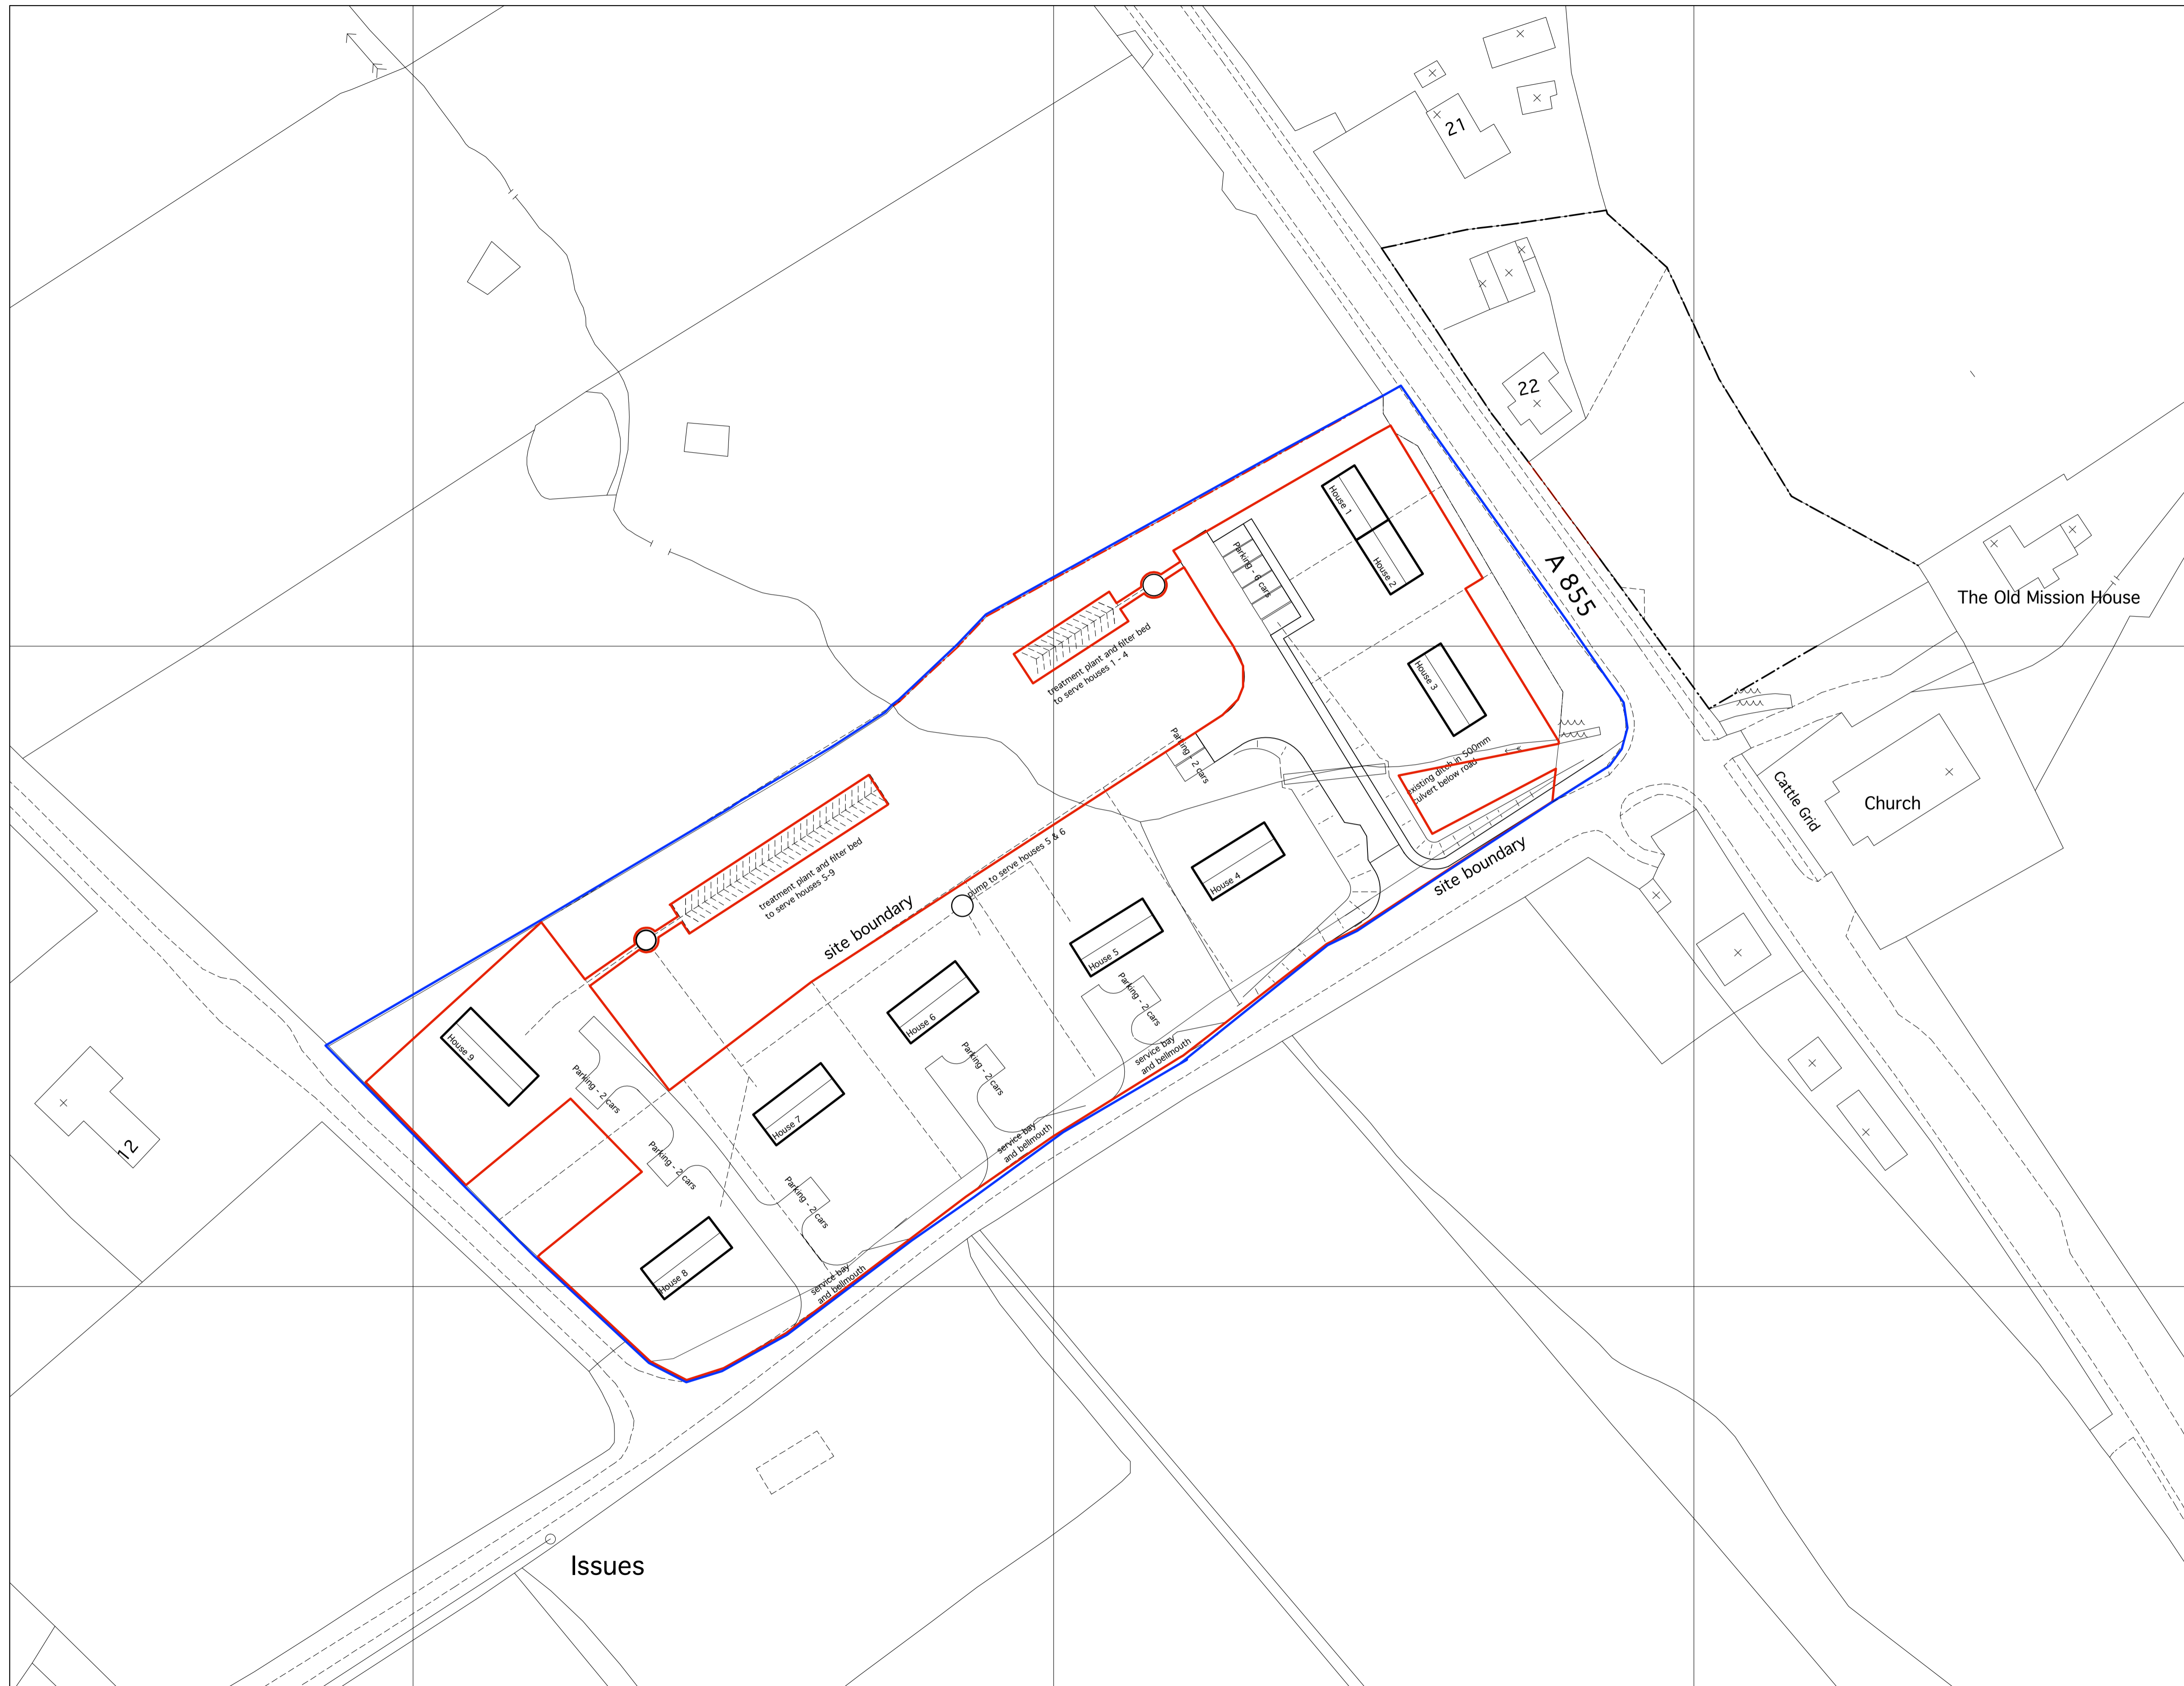 21
22
A 855
The Old Mission House
Cattle Grid
Church
House 1
House 2
Parking - 6 cars
House 3
treatment plant and filter bed
to serve houses 1 - 4
Parking - 2 cars
existing ditch in 500mm
culvert below road
site boundary
House 4
pump to serve houses 5 & 6
treatment plant and filter bed
to serve houses 5-9
site boundary
House 5
Parking - 2 cars
service bay
and bellmouth
House 6
Parking - 2 cars
service bay
and bellmouth
House 9
Parking - 2 cars
House 7
Parking - 2 cars
Parking - 2 cars
House 8
service bay
and bellmouth
12
Issues